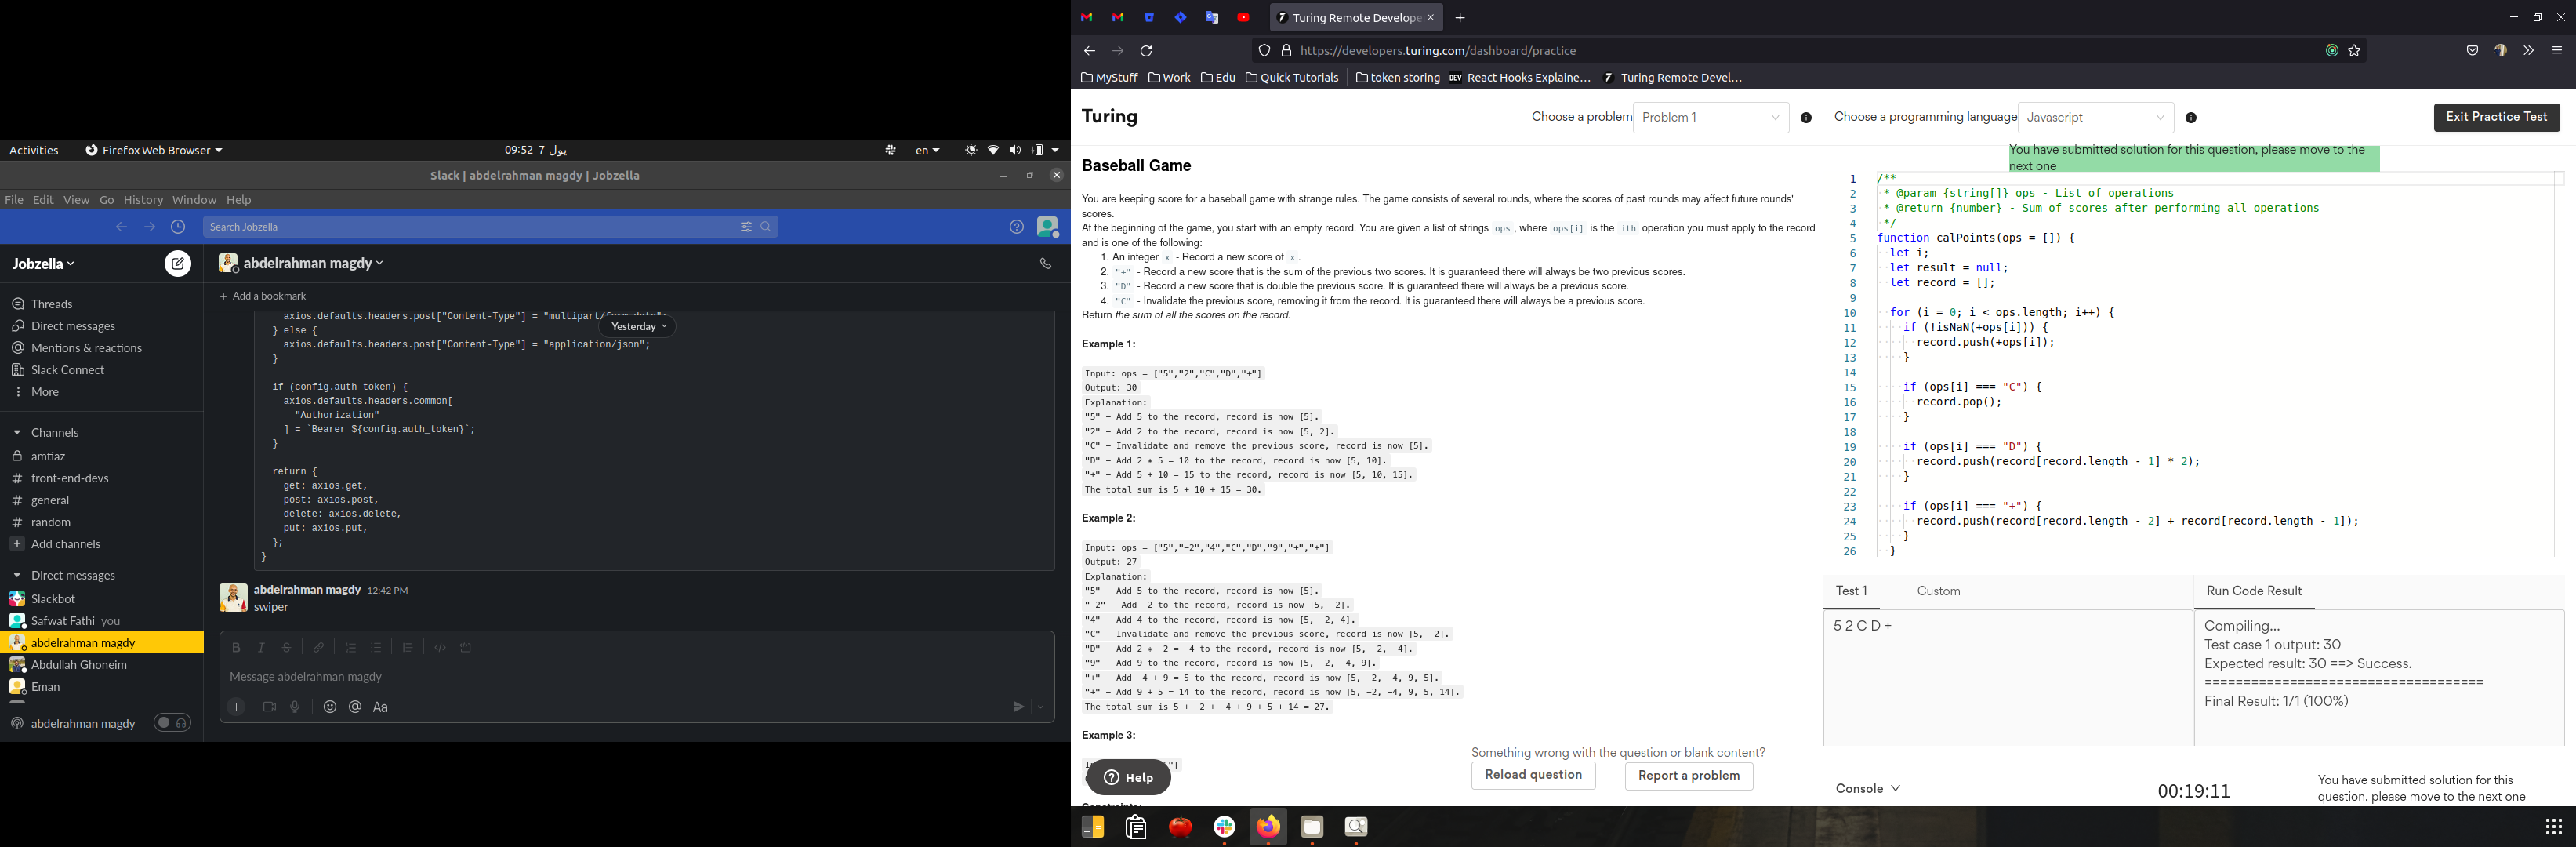 Activities
Firefox Web Browser
09:52 7 يول
en
Slack | abdelrahman magdy | Jobzella
File Edit View Go History Window Help
Search Jobzella
Jobzella
Threads
Direct messages
Mentions & reactions
Slack Connect
More
Channels
amtiaz
# front-end-devs
# general
# random
+ Add channels
Direct messages
Slackbot
Safwat Fathi you
abdelrahman magdy
Abdullah Ghoneim
Eman
abdelrahman magdy
abdelrahman magdy
+ Add a bookmark
axios.defaults.headers.post["Content-Type"] = "multipart/form-data";
Yesterday
} else {
axios.defaults.headers.post["Content-Type"] = "application/json";
}
if (config.auth_token) {
axios.defaults.headers.common[
"Authorization"
] = `Bearer ${config.auth_token}`;
}
return {
get: axios.get,
post: axios.post,
delete: axios.delete,
put: axios.put,
};
}
abdelrahman magdy 12:42 PM
swiper
Message abdelrahman magdy
Aa
Turing Remote Develope
https://developers.turing.com/dashboard/practice
MyStuff Work Edu Quick Tutorials token storing DEV React Hooks Explaine... Turing Remote Devel...
Turing
Choose a problem Problem 1
Baseball Game
You are keeping score for a baseball game with strange rules. The game consists of several rounds, where the scores of past rounds may affect future rounds'
scores.
At the beginning of the game, you start with an empty record. You are given a list of strings ops, where ops[i] is the ith operation you must apply to the record
and is one of the following:
1. An integer x - Record a new score of x.
2. "+" - Record a new score that is the sum of the previous two scores. It is guaranteed there will always be two previous scores.
3. "D" - Record a new score that is double the previous score. It is guaranteed there will always be a previous score.
4. "C" - Invalidate the previous score, removing it from the record. It is guaranteed there will always be a previous score.
Return the sum of all the scores on the record.
Example 1:
Input: ops = ["5","2","C","D","+"]
Output: 30
Explanation:
"5" - Add 5 to the record, record is now [5].
"2" - Add 2 to the record, record is now [5, 2].
"C" - Invalidate and remove the previous score, record is now [5].
"D" - Add 2 * 5 = 10 to the record, record is now [5, 10].
"+" - Add 5 + 10 = 15 to the record, record is now [5, 10, 15].
The total sum is 5 + 10 + 15 = 30.
Example 2:
Input: ops = ["5","-2","4","C","D","9","+","+"]
Output: 27
Explanation:
"5" - Add 5 to the record, record is now [5].
"-2" - Add -2 to the record, record is now [5, -2].
"4" - Add 4 to the record, record is now [5, -2, 4].
"C" - Invalidate and remove the previous score, record is now [5, -2].
"D" - Add 2 * -2 = -4 to the record, record is now [5, -2, -4].
"9" - Add 9 to the record, record is now [5, -2, -4, 9].
"+" - Add -4 + 9 = 5 to the record, record is now [5, -2, -4, 9, 5].
"+" - Add 9 + 5 = 14 to the record, record is now [5, -2, -4, 9, 5, 14].
The total sum is 5 + -2 + -4 + 9 + 5 + 14 = 27.
Example 3:
Help
Something wrong with the question or blank content?
Reload question
Report a problem
Choose a programming language Javascript
Exit Practice Test
You have submitted solution for this question, please move to the
next one
1 /**
2 * @param {string[]} ops - List of operations
3 * @return {number} - Sum of scores after performing all operations
4 */
5 function calPoints(ops = []) {
6 let i;
7 let result = null;
8 let record = [];
9
10 for (i = 0; i < ops.length; i++) {
11 if (!isNaN(+ops[i])) {
12 record.push(+ops[i]);
13 }
14
15 if (ops[i] === "C") {
16 record.pop();
17 }
18
19 if (ops[i] === "D") {
20 record.push(record[record.length - 1] * 2);
21 }
22
23 if (ops[i] === "+") {
24 record.push(record[record.length - 2] + record[record.length - 1]);
25 }
26 }
Test 1
Custom
5 2 C D +
Run Code Result
Compiling...
Test case 1 output: 30
Expected result: 30 ==> Success.
====================================
Final Result: 1/1 (100%)
Console
00:19:11
You have submitted solution for this
question, please move to the next one